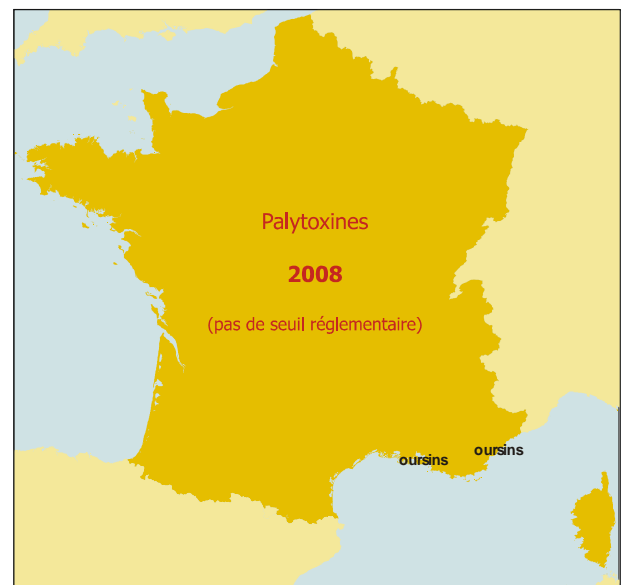 Palytoxines
2008
(pas de seuil réglementaire)
oursins
oursins